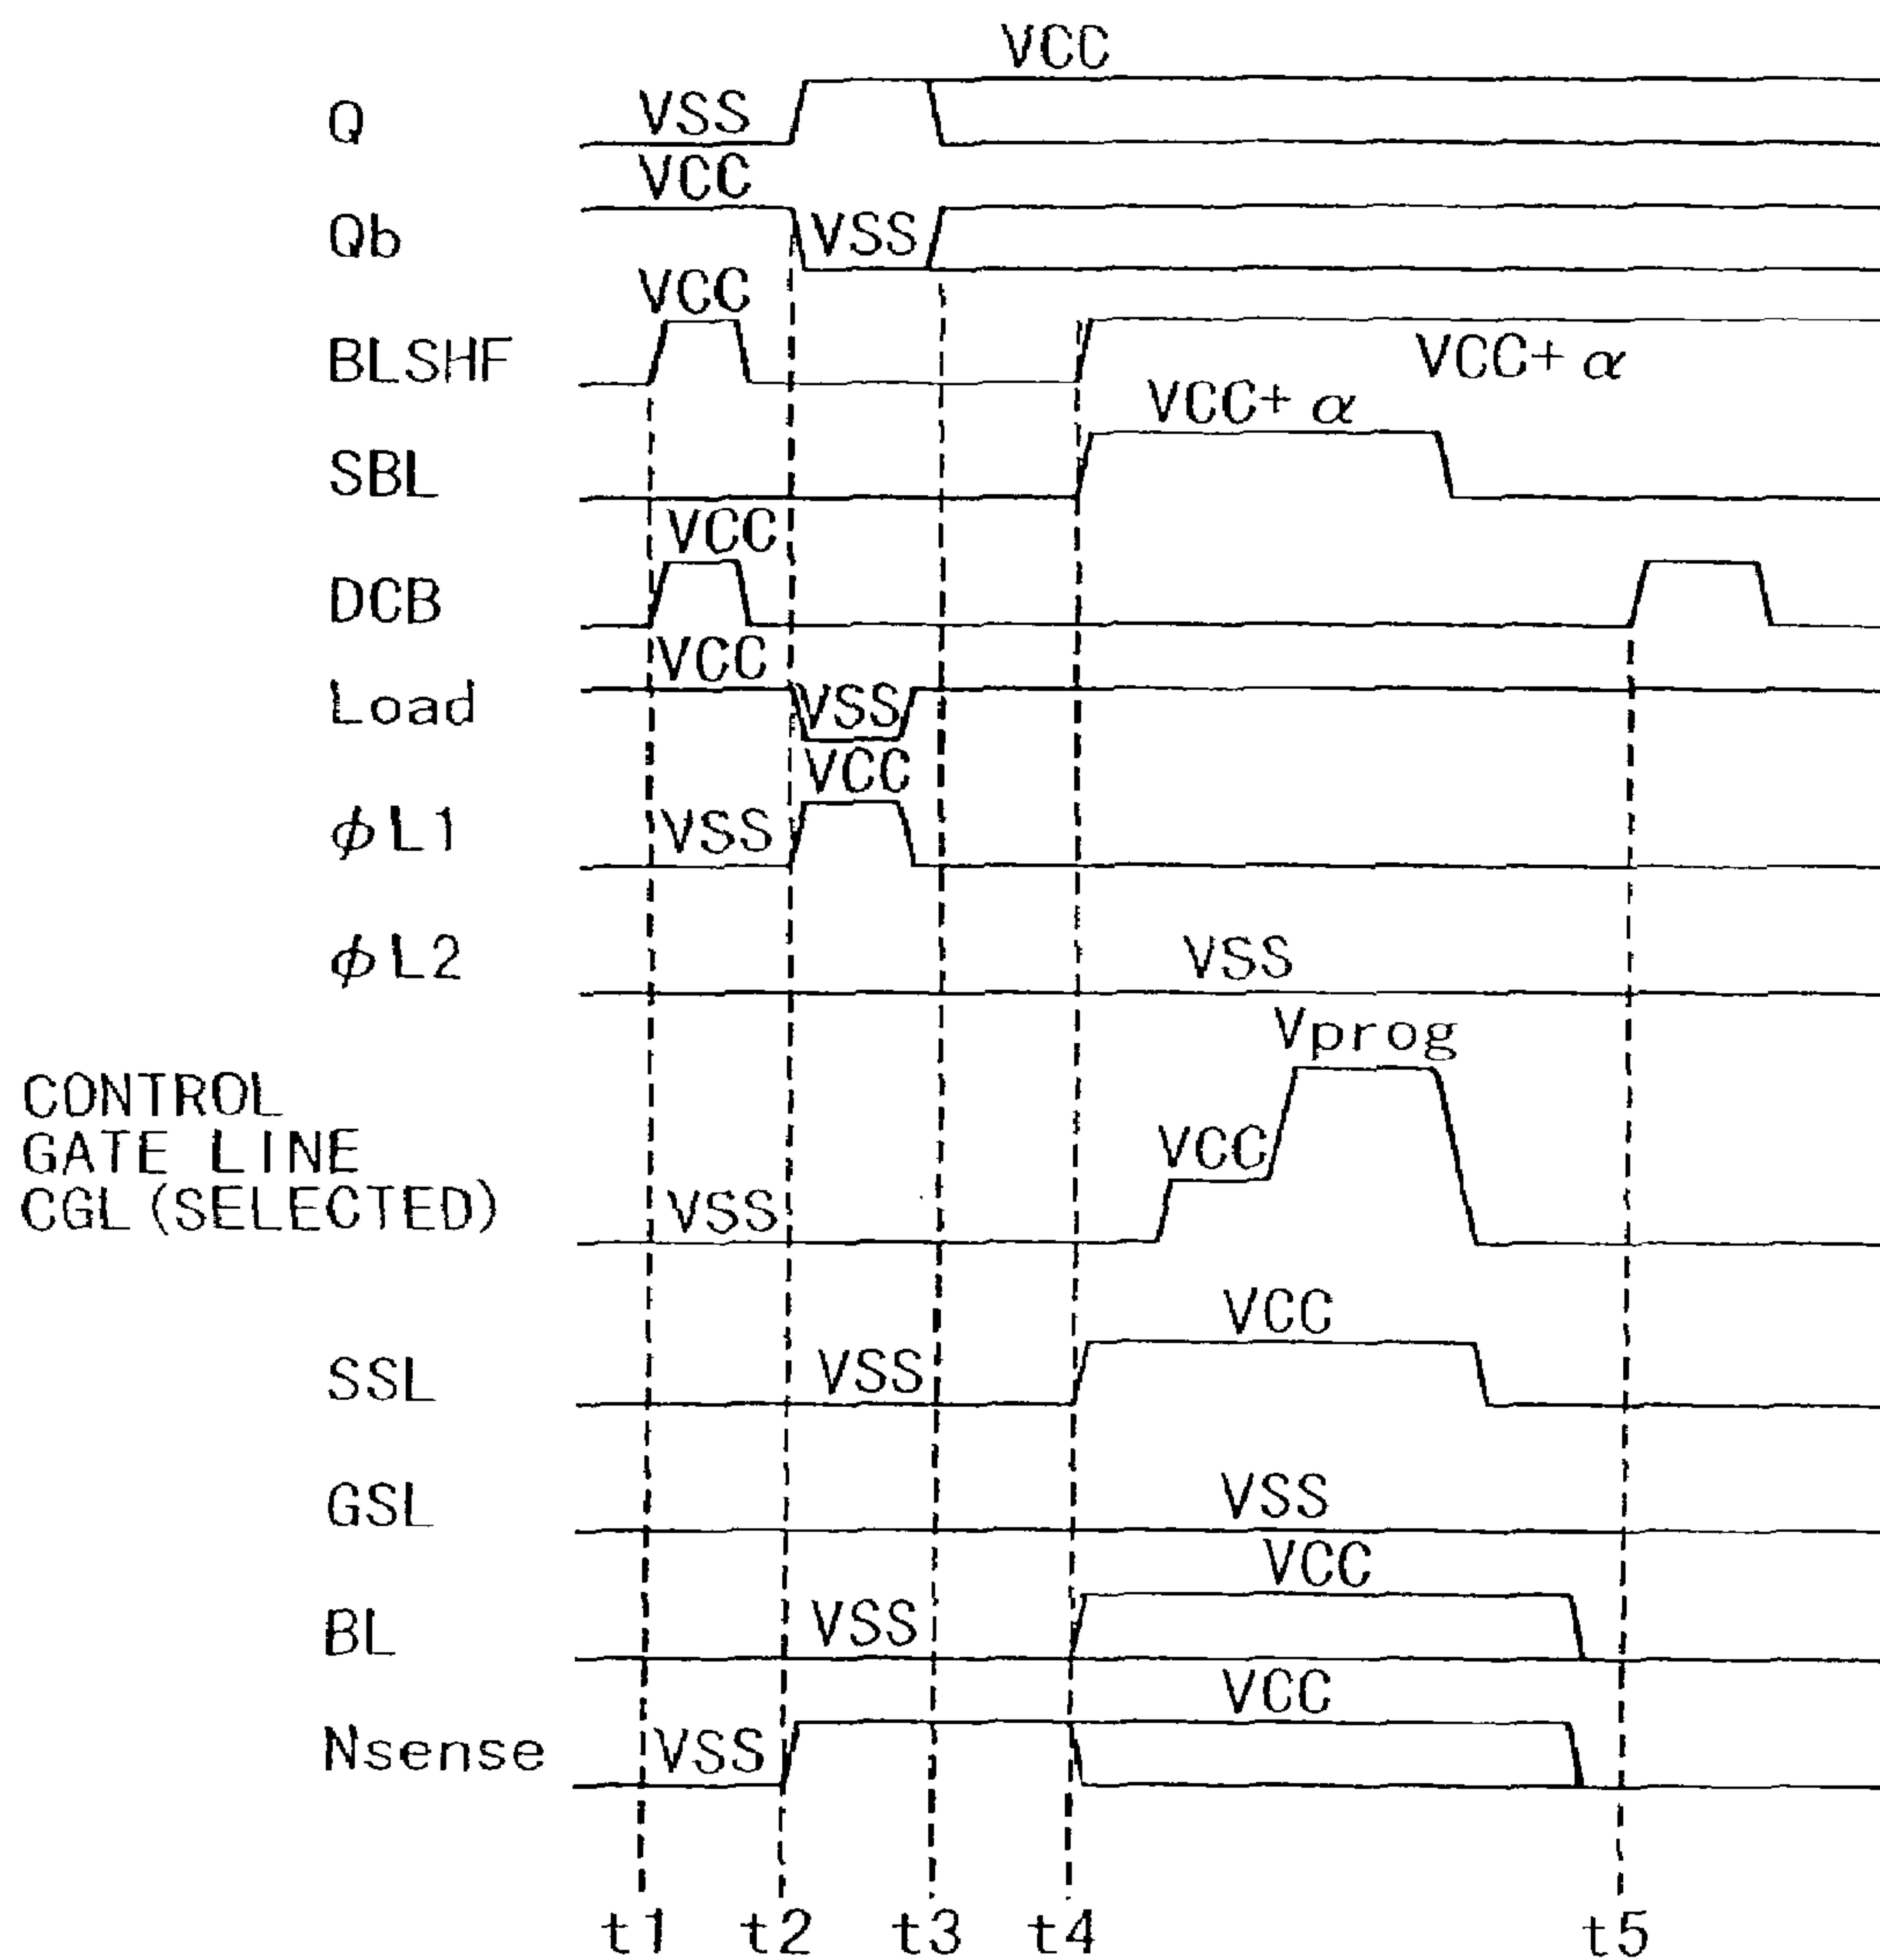 VCC
Q VSS
VCC
Qb VSS
VCC
BLSHF VCC+ α
VCC+ α
SBL
VCC
DCB
VCC
Load VSS
VCC
ϕL1 VSS
ϕL2 VSS
Vprog
CONTROL
GATE LINE VCC
CGL(SELECTED) VSS
VCC
SSL VSS
GSL VSS
VCC
BL VSS
VCC
Nsense VSS
t1 t2 t3 t4 t5